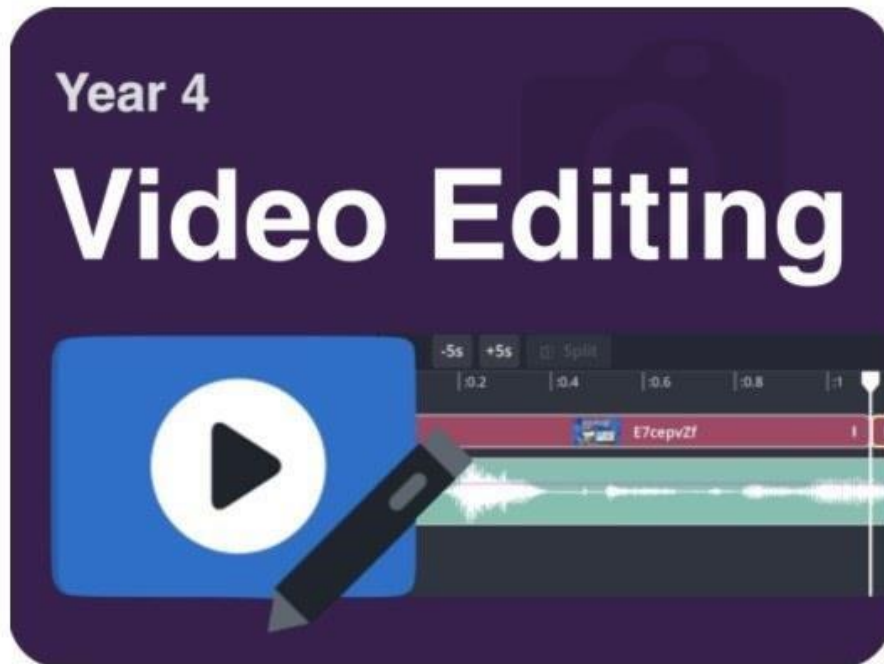 Year 4
Video Editing
-5s +5s Split
:0.2 :0.4 :0.6 :0.8 :1
E7cepvZf